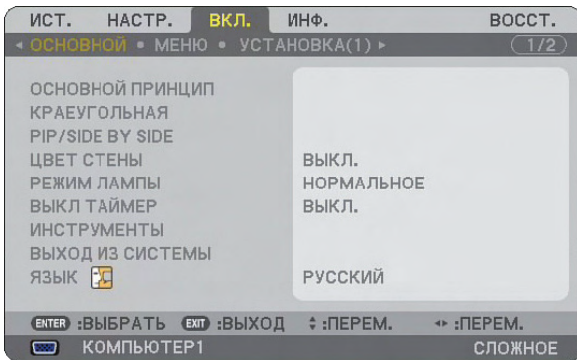 ИСТ. НАСТР. ВКЛ. ИНФ. ВОССТ.
ОСНОВНОЙ • МЕНЮ • УСТАНОВКА(1) 1/2
ОСНОВНОЙ ПРИНЦИП
КРАЕУГОЛЬНАЯ
PIP/SIDE BY SIDE
ЦВЕТ СТЕНЫ ВЫКЛ.
РЕЖИМ ЛАМПЫ НОРМАЛЬНОЕ
ВЫКЛ ТАЙМЕР ВЫКЛ.
ИНСТРУМЕНТЫ
ВЫХОД ИЗ СИСТЕМЫ
ЯЗЫК РУССКИЙ
ENTER :ВЫБРАТЬ EXIT :ВЫХОД :ПЕРЕМ. :ПЕРЕМ.
КОМПЬЮТЕР1 СЛОЖНОЕ